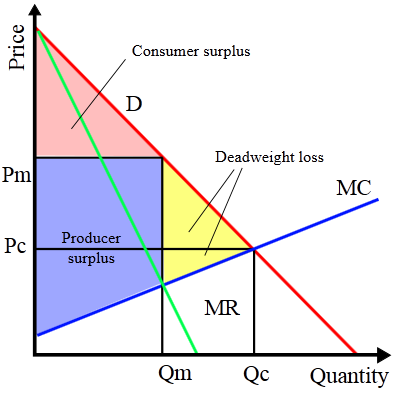 Price
Consumer surplus
D
Deadweight loss
Pm
MC
Pc
Producer
surplus
MR
Qm
Qc
Quantity